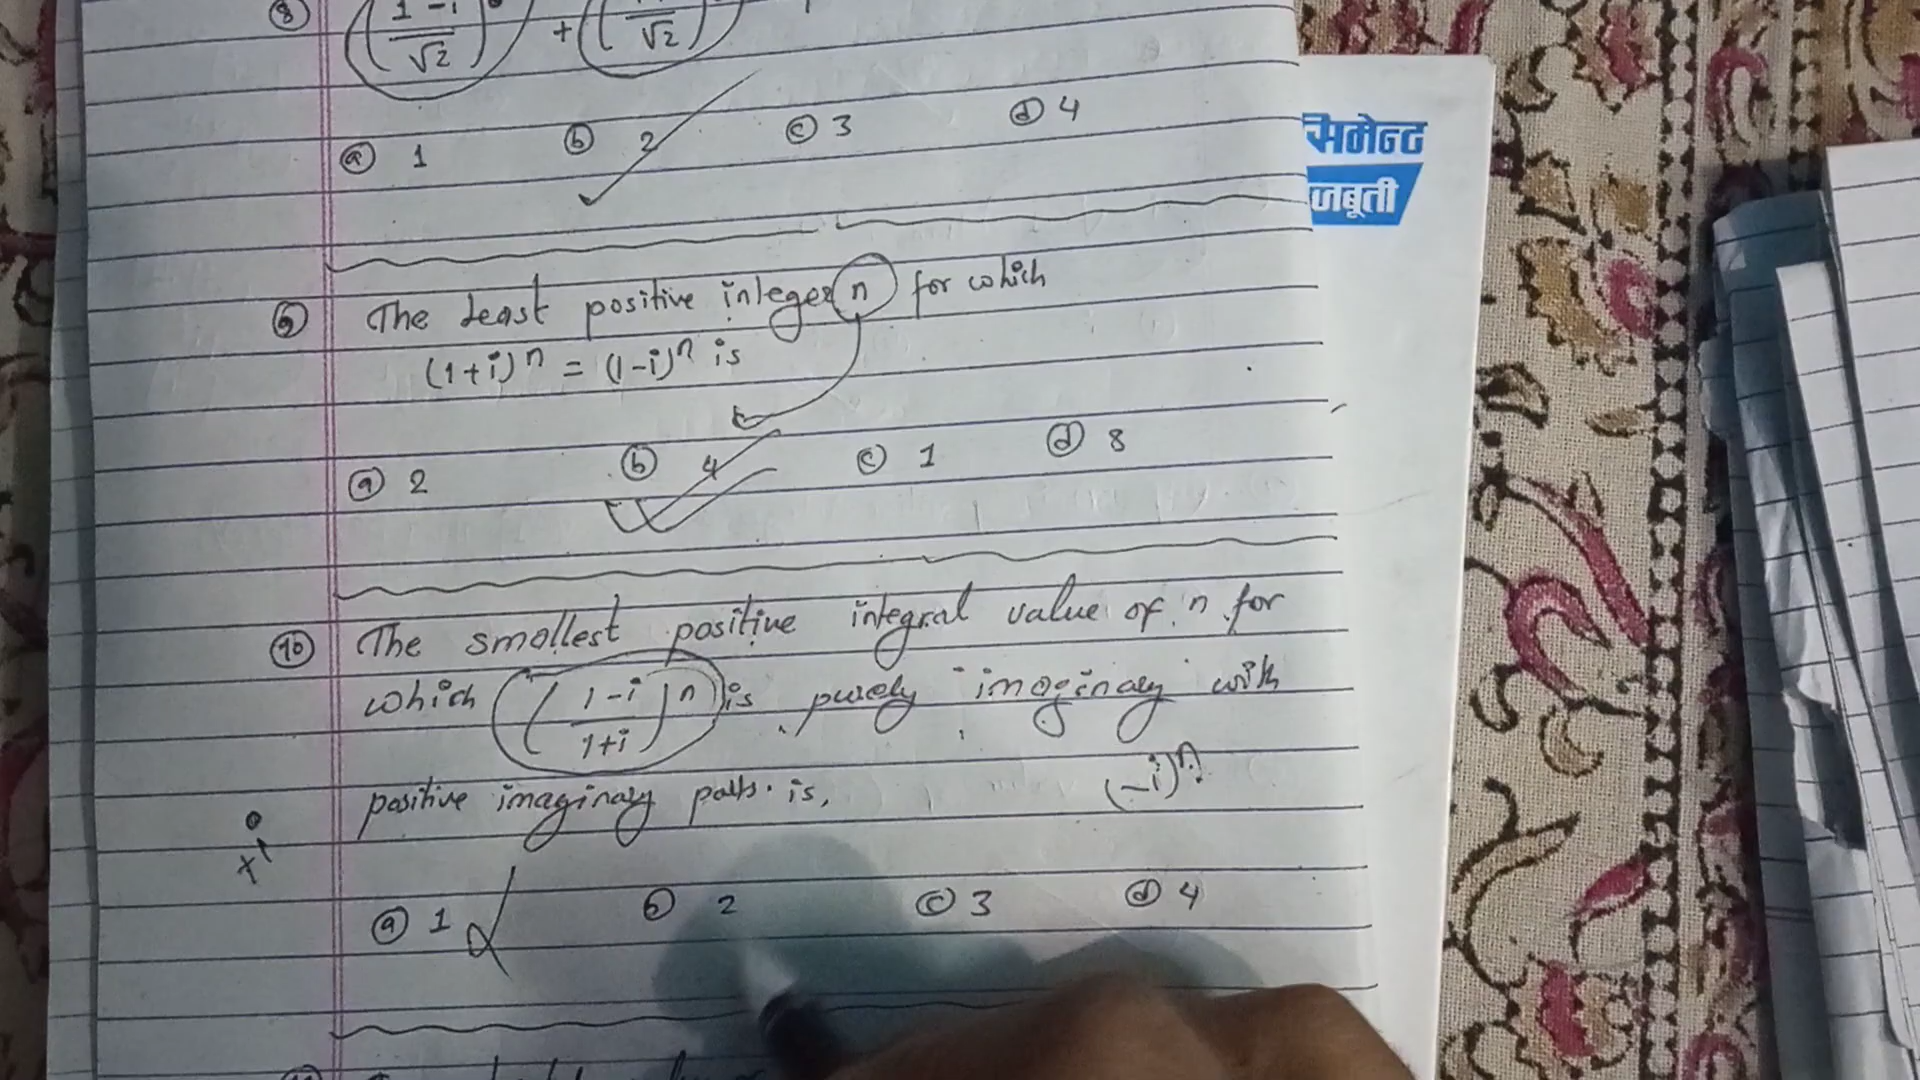 8 (1-i/√2) + (/√2)
a 1 b 2 c 3 d 4
सिमेन्ट
जबूती
9 The least positive integer n for which
(1+i)^n = (1-i)^n is
a 2 b 4 c 1 d 8
10 The smallest positive integral value of n for
which (1-i/1+i)^n is purely imaginary with
positive imaginary part is,
(-i)^n
a 1 b 2 c 3 d 4